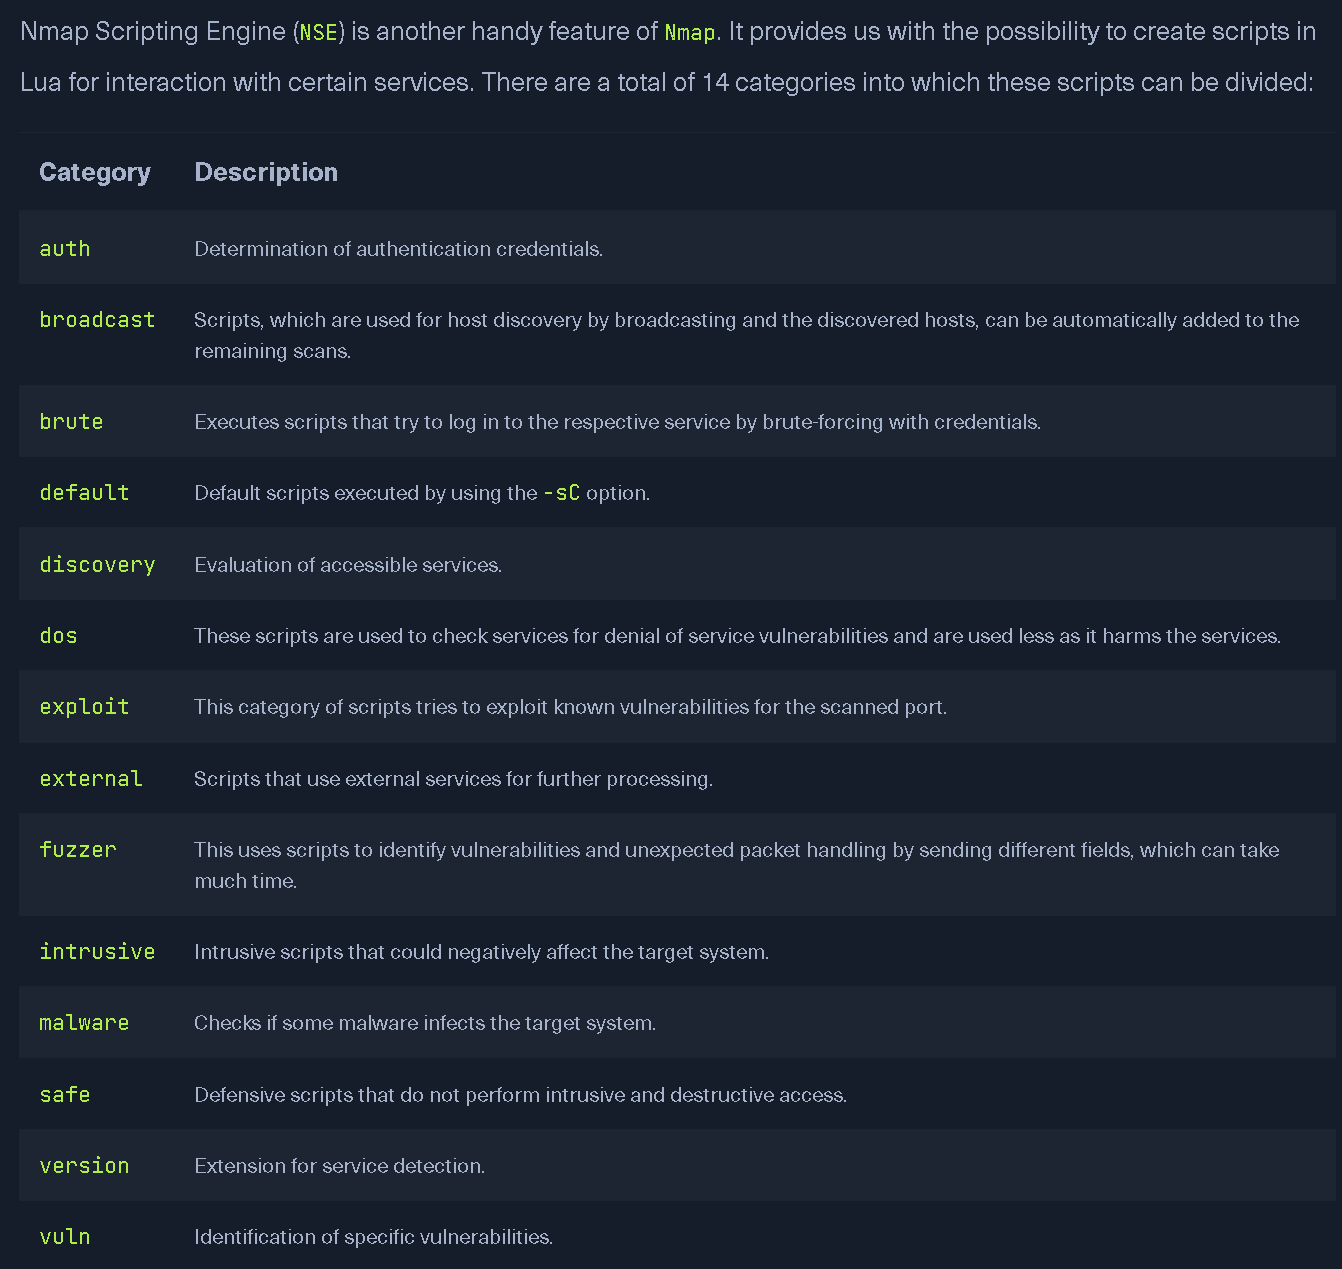 Nmap Scripting Engine (NSE) is another handy feature of Nmap. It provides us with the possibility to create scripts in
Lua for interaction with certain services. There are a total of 14 categories into which these scripts can be divided:
Category Description
auth Determination of authentication credentials.
broadcast Scripts, which are used for host discovery by broadcasting and the discovered hosts, can be automatically added to the
remaining scans.
brute Executes scripts that try to log in to the respective service by brute-forcing with credentials.
default Default scripts executed by using the -sC option.
discovery Evaluation of accessible services.
dos These scripts are used to check services for denial of service vulnerabilities and are used less as it harms the services.
exploit This category of scripts tries to exploit known vulnerabilities for the scanned port.
external Scripts that use external services for further processing.
fuzzer This uses scripts to identify vulnerabilities and unexpected packet handling by sending different fields, which can take
much time.
intrusive Intrusive scripts that could negatively affect the target system.
malware Checks if some malware infects the target system.
safe Defensive scripts that do not perform intrusive and destructive access.
version Extension for service detection.
vuln Identification of specific vulnerabilities.